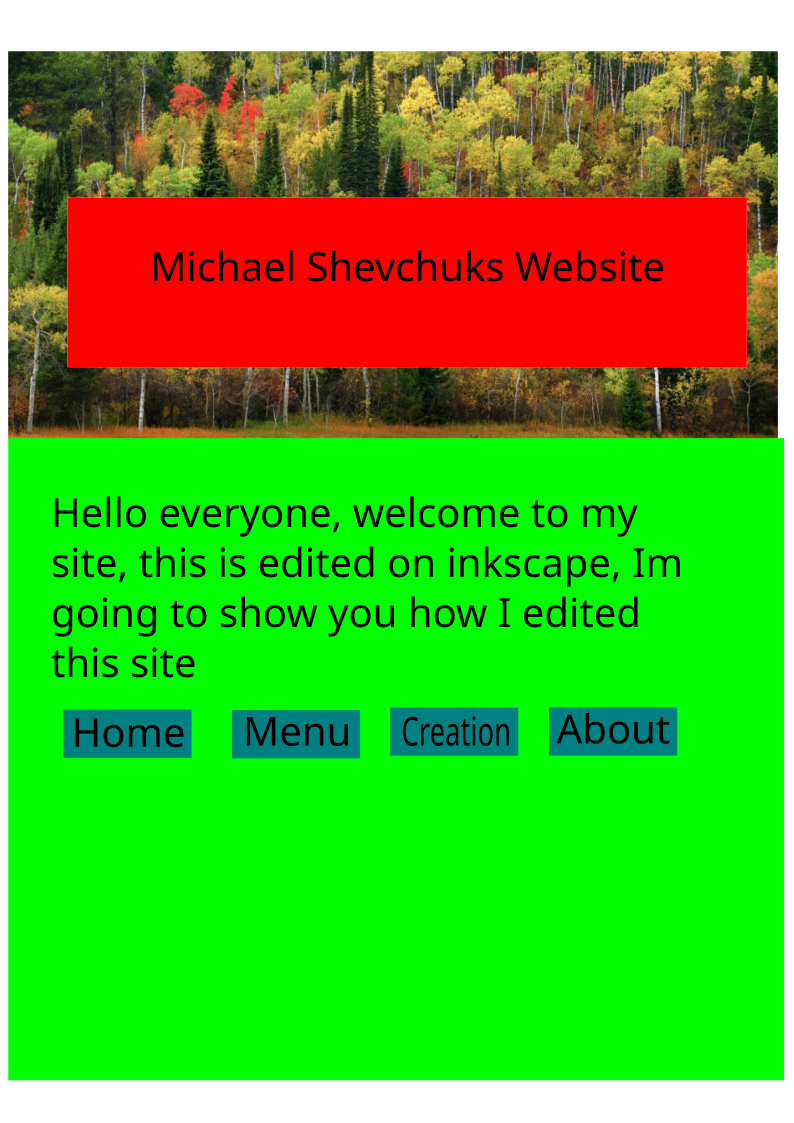 Michael Shevchuks Website
Hello everyone, welcome to my
site, this is edited on inkscape, Im
going to show you how I edited
this site
Home Menu Creation About